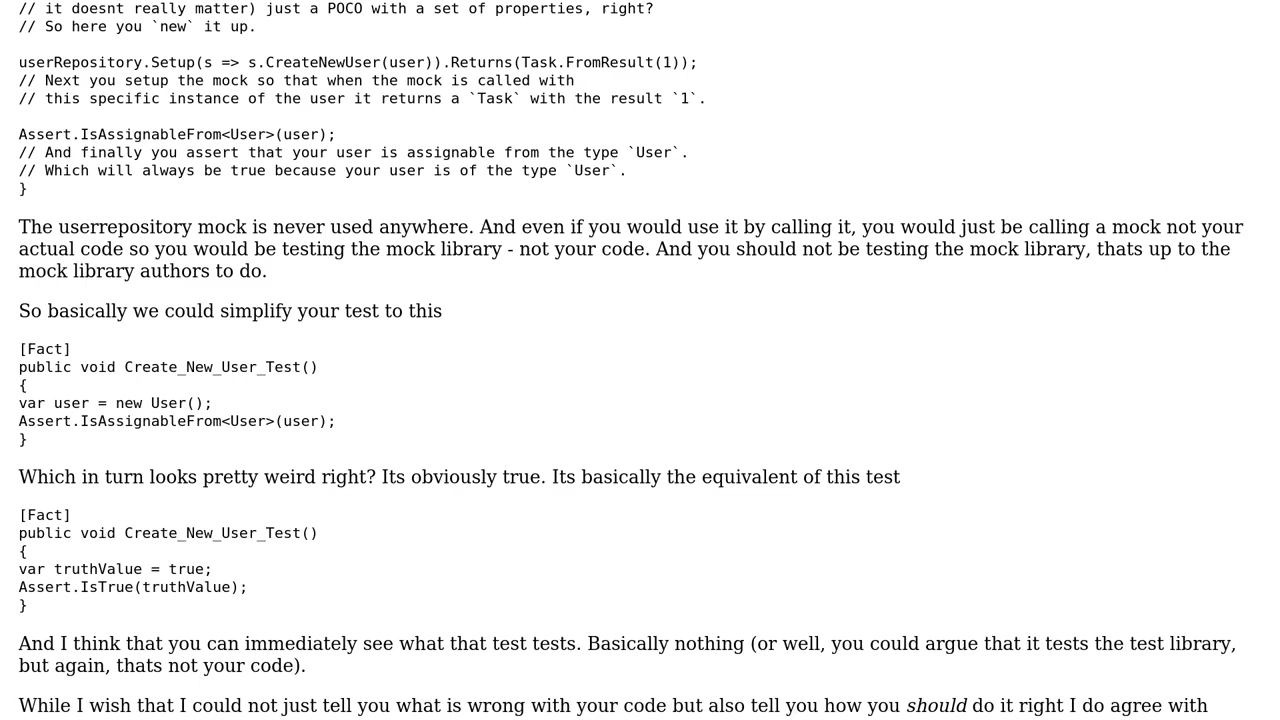 // it doesnt really matter) just a POCO with a set of properties, right?
// So here you `new` it up.
userRepository.Setup(s => s.CreateNewUser(user)).Returns(Task.FromResult(1));
// Next you setup the mock so that when the mock is called with
// this specific instance of the user it returns a `Task` with the result `1`.
Assert.IsAssignableFrom<User>(user);
// And finally you assert that your user is assignable from the type `User`.
// Which will always be true because your user is of the type `User`.
}
The userrepository mock is never used anywhere. And even if you would use it by calling it, you would just be calling a mock not your
actual code so you would be testing the mock library - not your code. And you should not be testing the mock library, thats up to the
mock library authors to do.
So basically we could simplify your test to this
[Fact]
public void Create_New_User_Test()
{
var user = new User();
Assert.IsAssignableFrom<User>(user);
}
Which in turn looks pretty weird right? Its obviously true. Its basically the equivalent of this test
[Fact]
public void Create_New_User_Test()
{
var truthValue = true;
Assert.IsTrue(truthValue);
}
And I think that you can immediately see what that test tests. Basically nothing (or well, you could argue that it tests the test library,
but again, thats not your code).
While I wish that I could not just tell you what is wrong with your code but also tell you how you should do it right I do agree with